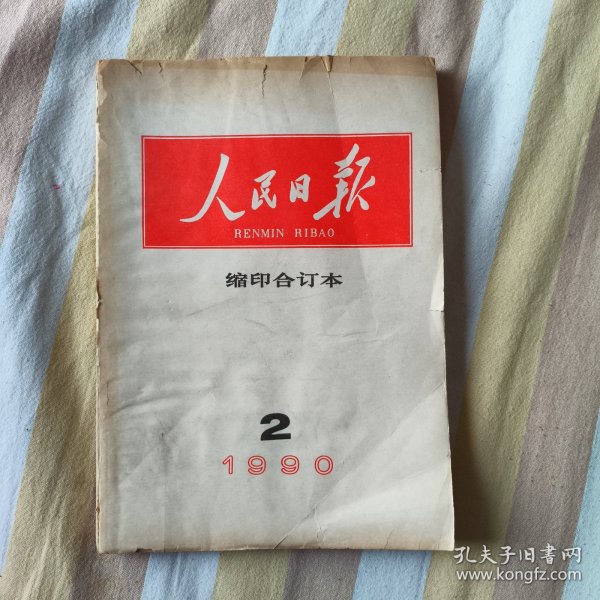 人民日报
RENMIN RIBAO
缩印合订本
2
1990
孔夫子旧書网
www.kongfz.com